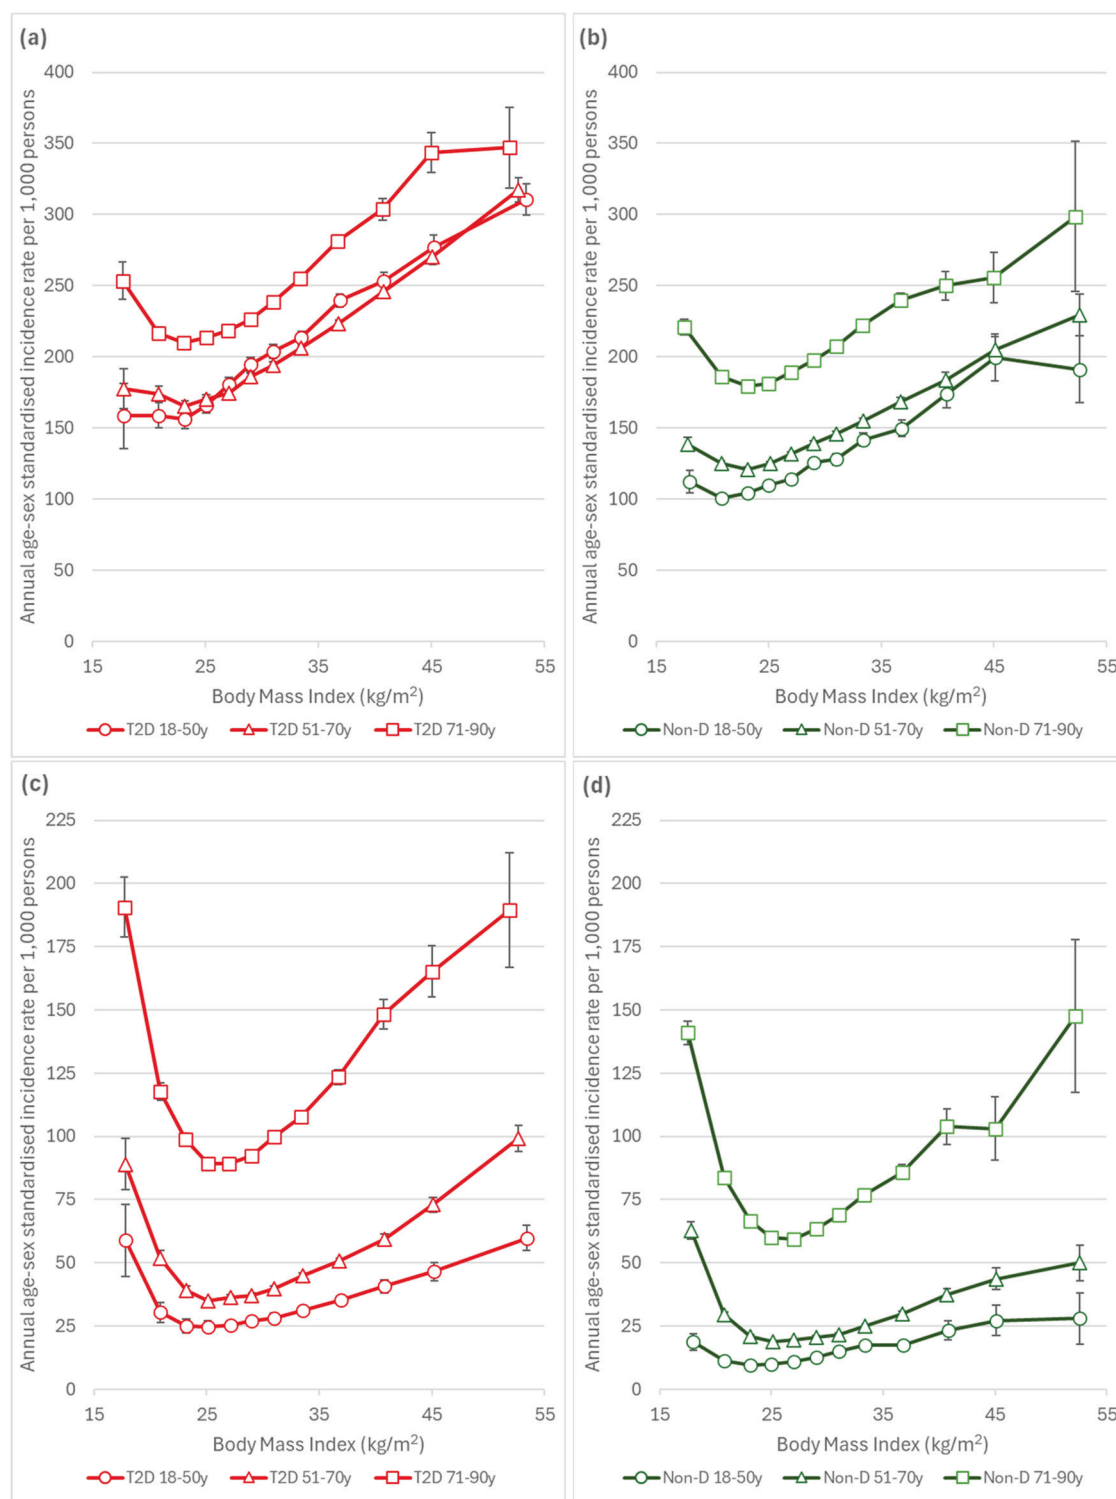 (a)
Annual age-sex standardised incidence rate per 1,000 persons
400
350
300
250
200
150
100
50
0
15 25 35 45 55
Body Mass Index (kg/m²)
T2D 18-50y T2D 51-70y T2D 71-90y
(b)
Annual age-sex standardised incidence rate per 1,000 persons
400
350
300
250
200
150
100
50
0
15 25 35 45 55
Body Mass Index (kg/m²)
Non-D 18-50y Non-D 51-70y Non-D 71-90y
(c)
Annual age-sex standardised incidence rate per 1,000 persons
225
200
175
150
125
100
75
50
25
0
15 25 35 45 55
Body Mass Index (kg/m²)
T2D 18-50y T2D 51-70y T2D 71-90y
(d)
Annual age-sex standardised incidence rate per 1,000 persons
225
200
175
150
125
100
75
50
25
0
15 25 35 45 55
Body Mass Index (kg/m²)
Non-D 18-50y Non-D 51-70y Non-D 71-90y